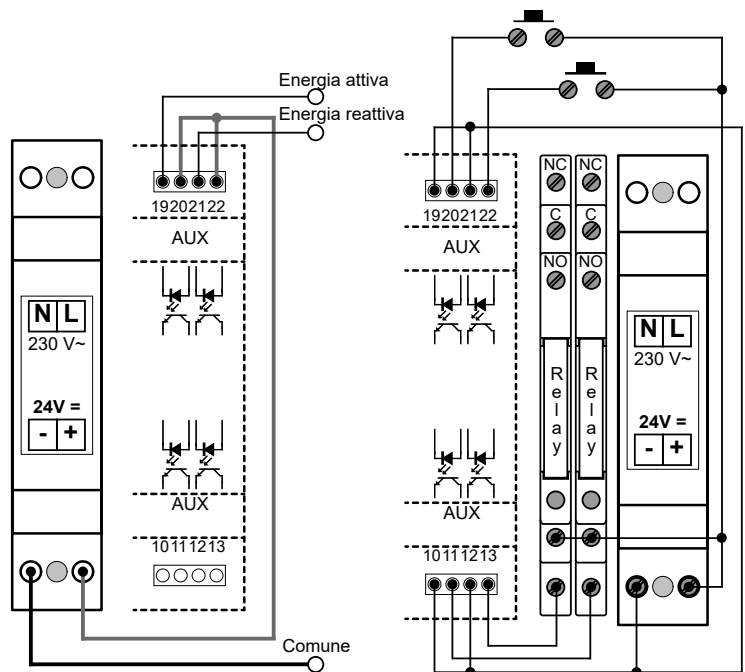 Energia attiva
Energia reattiva
19202122
AUX
N L
230 V~
24V =
- +
AUX
10111213
Comune
19202122
AUX
AUX
10111213
NC NC
C C
NO NO
Relay Relay
N L
230 V~
24V =
- +